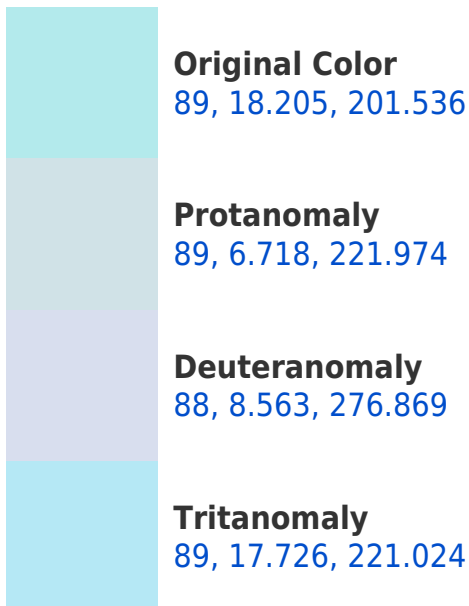 Original Color
89, 18.205, 201.536
Protanomaly
89, 6.718, 221.974
Deuteranomaly
88, 8.563, 276.869
Tritanomaly
89, 17.726, 221.024